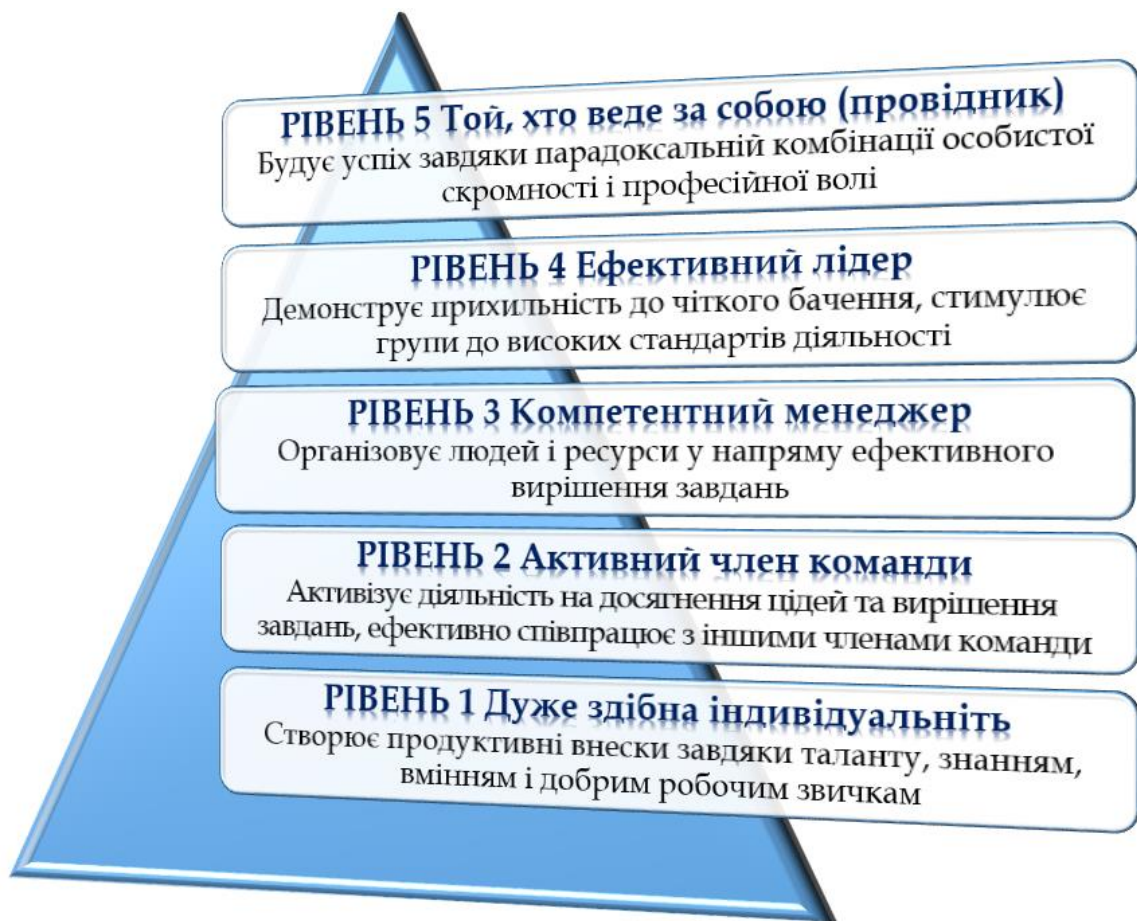 РІВЕНЬ 5 Той, хто веде за собою (провідник)
Будує успіх завдяки парадоксальній комбінації особистої
скромності і професійної волі
РІВЕНЬ 4 Ефективний лідер
Демонструє прихильність до чіткого бачення, стимулює
групи до високих стандартів діяльності
РІВЕНЬ 3 Компетентний менеджер
Організовує людей і ресурси у напряму ефективного
вирішення завдань
РІВЕНЬ 2 Активний член команди
Активізує діяльність на досягнення цідей та вирішення
завдань, ефективно співпрацює з іншими членами команди
РІВЕНЬ 1 Дуже здібна індивідуальніть
Створює продуктивні внески завдяки таланту, знанням,
вмінням і добрим робочим звичкам